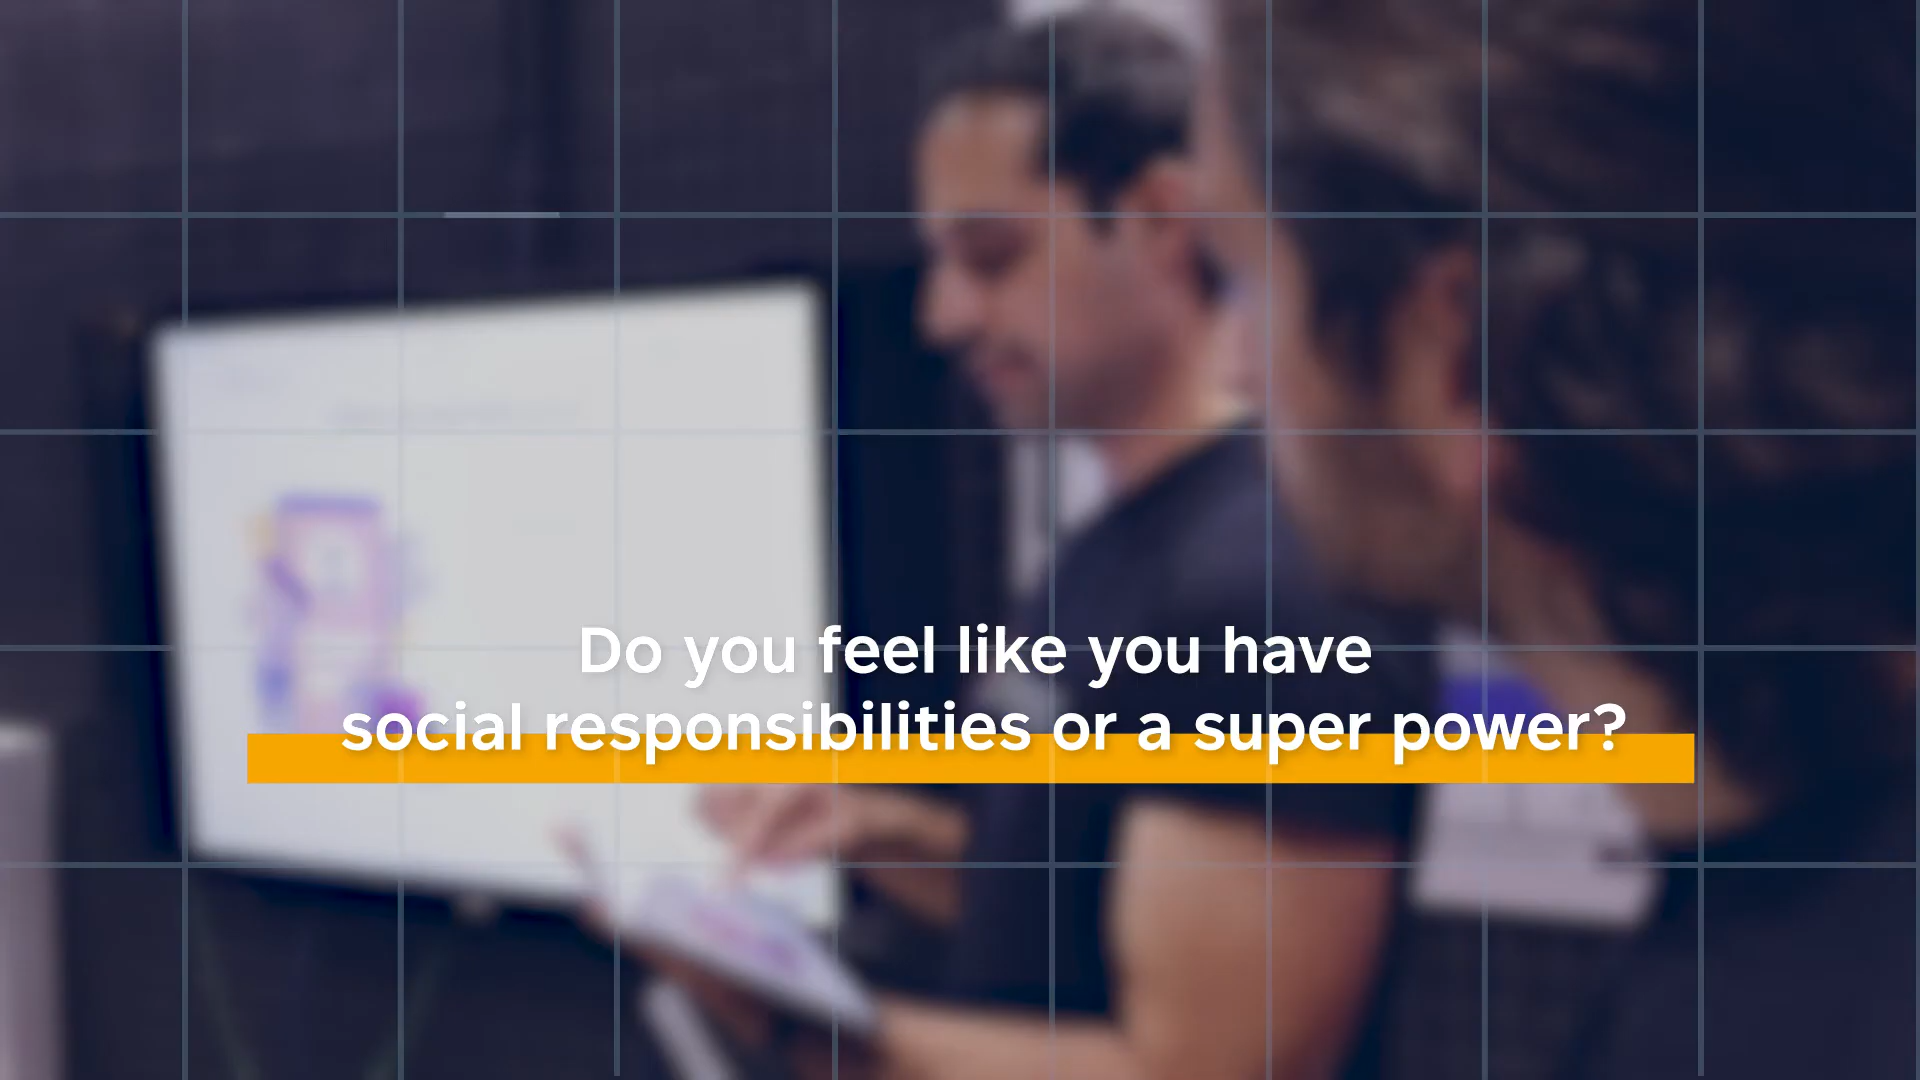 Do you feel like you have
social responsibilities or a super power?